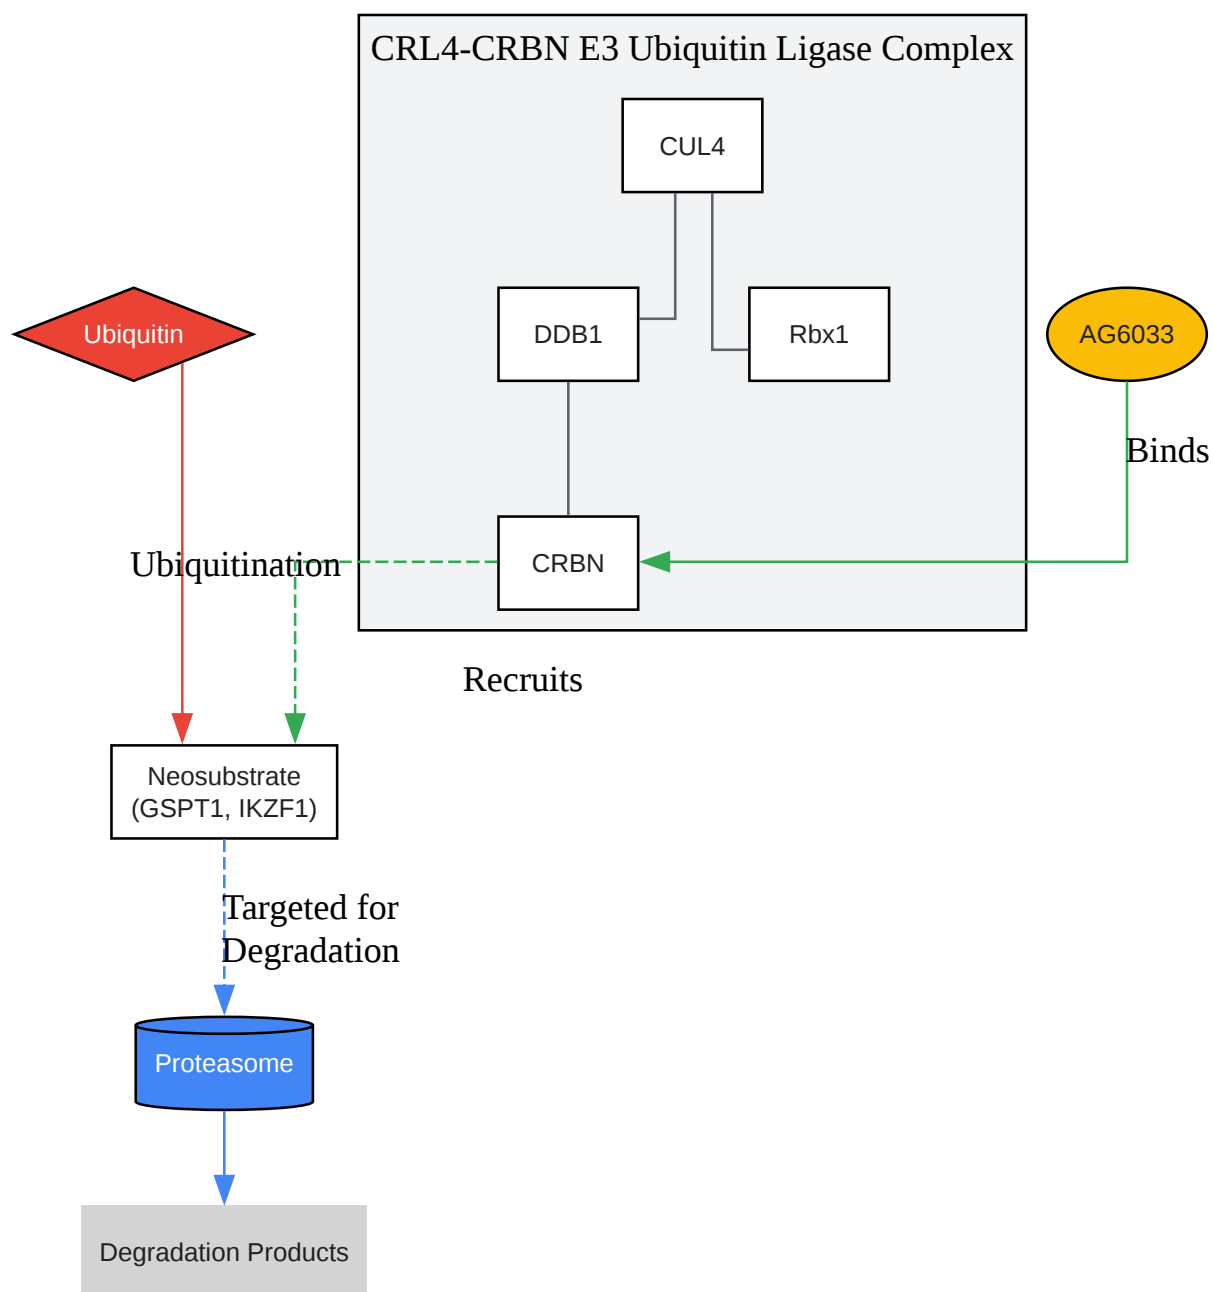 CRL4-CRBN E3 Ubiquitin Ligase Complex
CUL4
Ubiquitin
DDB1
Rbx1
AG6033
Binds
Ubiquitination
CRBN
Recruits
Neosubstrate
(GSPT1, IKZF1)
Targeted for
Degradation
Proteasome
Degradation Products